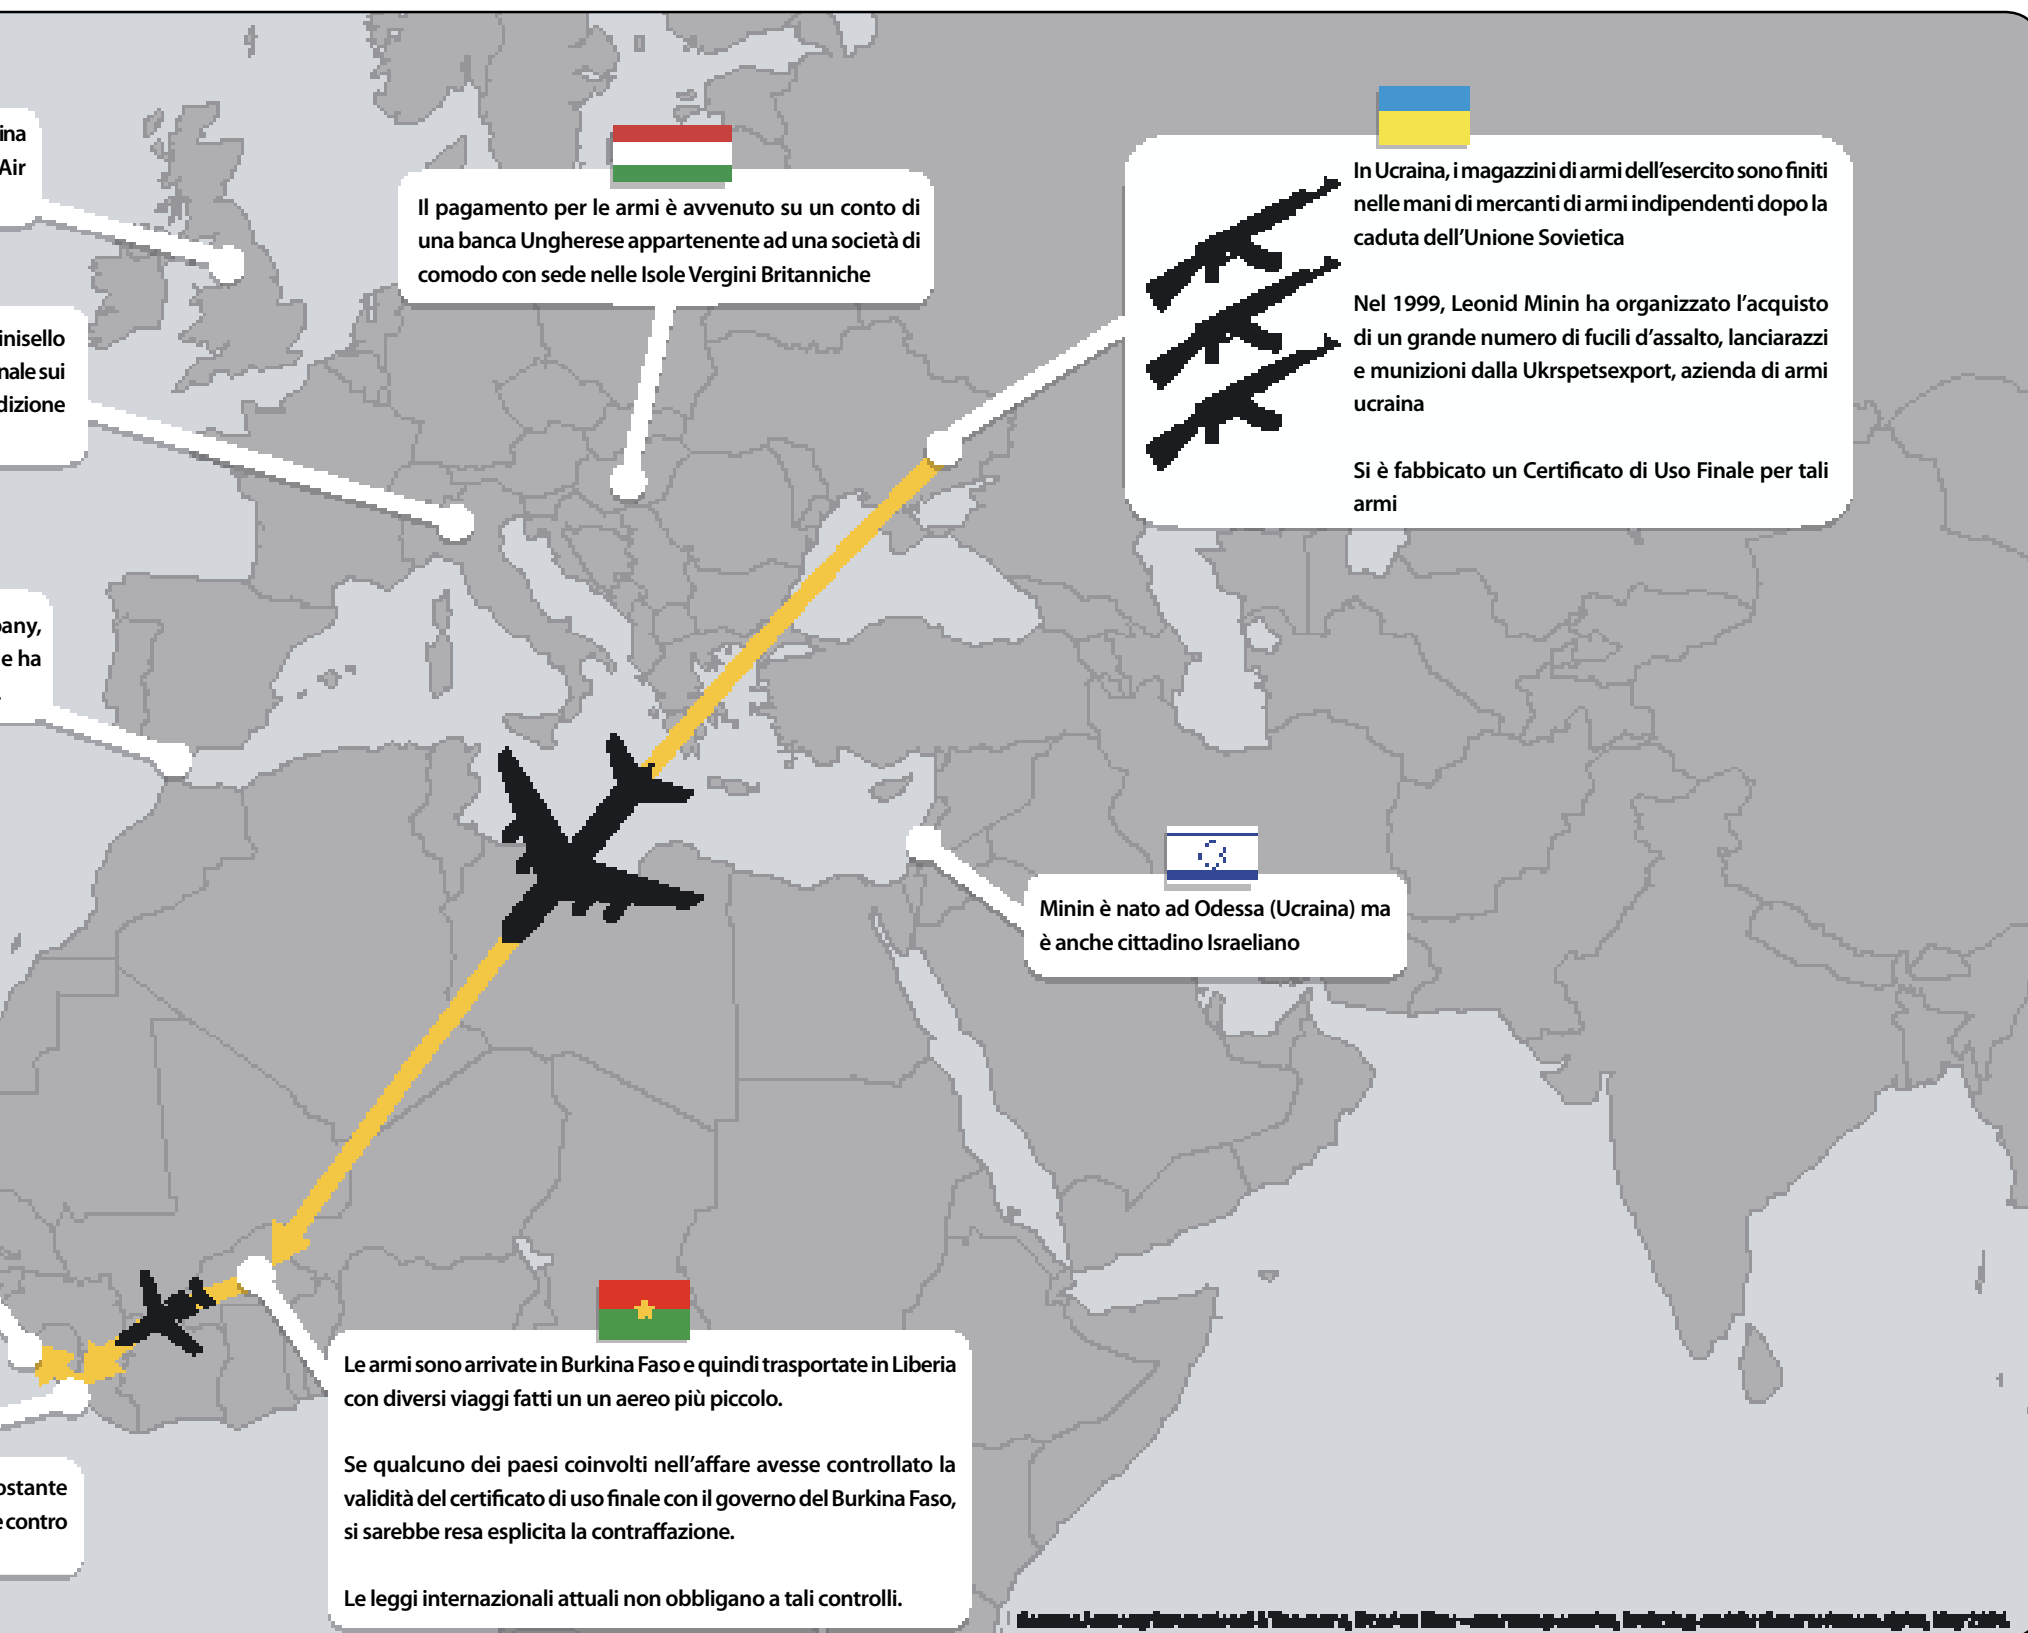 ina
Air
Il pagamento per le armi è avvenuto su un conto di
una banca Ungherese appartenente ad una società di
comodo con sede nelle Isole Vergini Britanniche
In Ucraina, i magazzini di armi dell'esercito sono finiti
nelle mani di mercanti di armi indipendenti dopo la
caduta dell'Unione Sovietica
Nel 1999, Leonid Minin ha organizzato l'acquisto
di un grande numero di fucili d'assalto, lanciarazzi
e munizioni dalla Ukrspetsexport, azienda di armi
ucraina
Si è fabbicato un Certificato di Uso Finale per tali
armi
inisello
nale sui
dizione
pany,
e ha
Minin è nato ad Odessa (Ucraina) ma
è anche cittadino Israeliano
Le armi sono arrivate in Burkina Faso e quindi trasportate in Liberia
con diversi viaggi fatti un un aereo più piccolo.
Se qualcuno dei paesi coinvolti nell'affare avesse controllato la
validità del certificato di uso finale con il governo del Burkina Faso,
si sarebbe resa esplicita la contraffazione.
Le leggi internazionali attuali non obbligano a tali controlli.
ostante
e contro